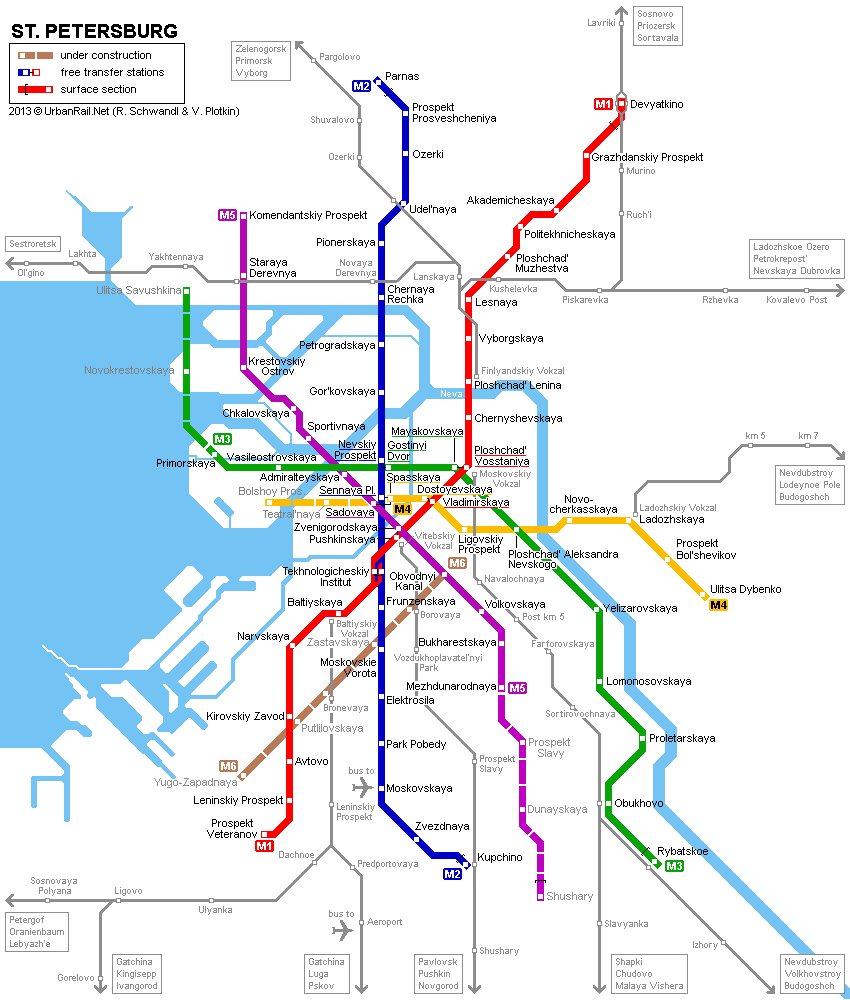 ST. PETERSBURG
under construction
free transfer stations
surface section
2013 © UrbanRail.Net (R. Schwandl & V. Plotkin)
Zelenogorsk
Primorsk
Vyborg
Pargolovo
Shuvalovo
Ozerki
M2
Parnas
Prospekt
Prosveshcheniya
Ozerki
Udel'naya
Lavriki
Sosnovo
Priozersk
Sortavala
M1
Devyatkino
Grazhdanskiy Prospekt
Murino
Akademicheskaya
Ruch'i
Politekhnicheskaya
Ploshchad'
Muzhestva
M5
Komendantskiy Prospekt
Pionerskaya
Sestroretsk
Lakhta
Ol'gino
Yakhtennaya
Staraya
Derevnya
Novaya
Derevnya
Lanskaya
Kushelevka
Piskarevka
Rzhevka
Kovalevo Post
Ladozhskoe Ozero
Petrokrepost'
Nevskaya Dubrovka
Ulitsa Savushkina
Chernaya
Rechka
Lesnaya
Petrogradskaya
Vyborgskaya
Novokrestovskaya
Krestovskiy
Ostrov
Finlyandskiy Vokzal
Ploshchad' Lenina
Gor'kovskaya
Neva
Chkalovskaya
Chernyshevskaya
Sportivnaya
Mayakovskaya
M3
Nevskiy
Prospekt
Gostinyi
Dvor
Ploshchad'
Vosstaniya
km 5
km 7
Primorskaya
Vasileostrovskaya
Admiralteyskaya
Spasskaya
Moskovskiy
Vokzal
Nevdubstroy
Lodeynoe Pole
Budogoshch
Bolshoy Pros.
Sennaya Pl.
Dostoyevskaya
Vladimirskaya
Teatral'naya
Sadovaya
M4
Novo-
cherkasskaya
Ladozhskiy Vokzal
Ladozhskaya
Zvenigorodskaya
Pushkinskaya
Vitebskiy
Vokzal
Ligovskiy
Prospekt
Ploshchad' Aleksandra
Nevskogo
Prospekt
Bol'shevikov
M6
Tekhnologicheskiy
Institut
Obvodnyi
Kanal
Navalochnaya
Ulitsa Dybenko
M4
Baltiyskaya
Frunzenskaya
Borovaya
Volkovskaya
Post km 5
Yelizarovskaya
Baltiyskiy
Vokzal
Narvskaya
Zastavskaya
Bukharestskaya
Farforovskaya
Moskovskie
Vorota
Vozdukhoplavatel'nyi
Park
Mezhdunarodnaya
M5
Lomonosovskaya
Bronevaya
Elektrosila
Sortirovochnaya
Kirovskiy Zavod
Putlilovskaya
Proletarskaya
Park Pobedy
Prospekt
Slavy
Prospekt
Slavy
M6
Yugo-Zapadnaya
Avtovo
bus to
Moskovskaya
Leninskiy Prospekt
Leninskiy
Prospekt
Dunayskaya
Obukhovo
Prospekt
Veteranov
M1
Zvezdnaya
Dachnoe
Predportovaya
M2
Kupchino
Rybatskoe
M3
Sosnovaya
Polyana
Ligovo
Ulyanka
Shushary
bus to
Aeroport
Petergof
Oranienbaum
Lebyazh'e
Slavyanka
Izhory
Shushary
Gorelovo
Gatchina
Kingisepp
Ivangorod
Gatchina
Luga
Pskov
Pavlovsk
Pushkin
Novgorod
Shapki
Chudovo
Malaya Vishera
Nevdubstroy
Volkhovstroy
Budogoshch